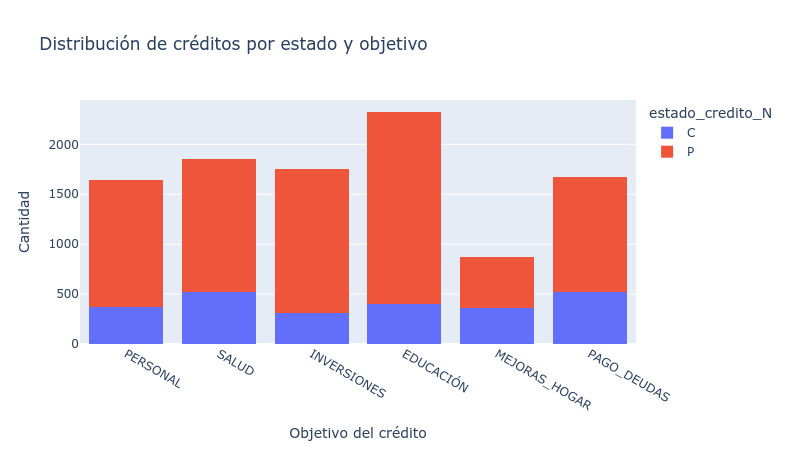 Distribución de créditos por estado y objetivo
estado_credito_N
C
P
Cantidad
2000
1500
1000
500
0
PERSONAL
SALUD
INVERSIONES
EDUCACIÓN
MEJORAS_HOGAR
PAGO_DEUDAS
Objetivo del crédito